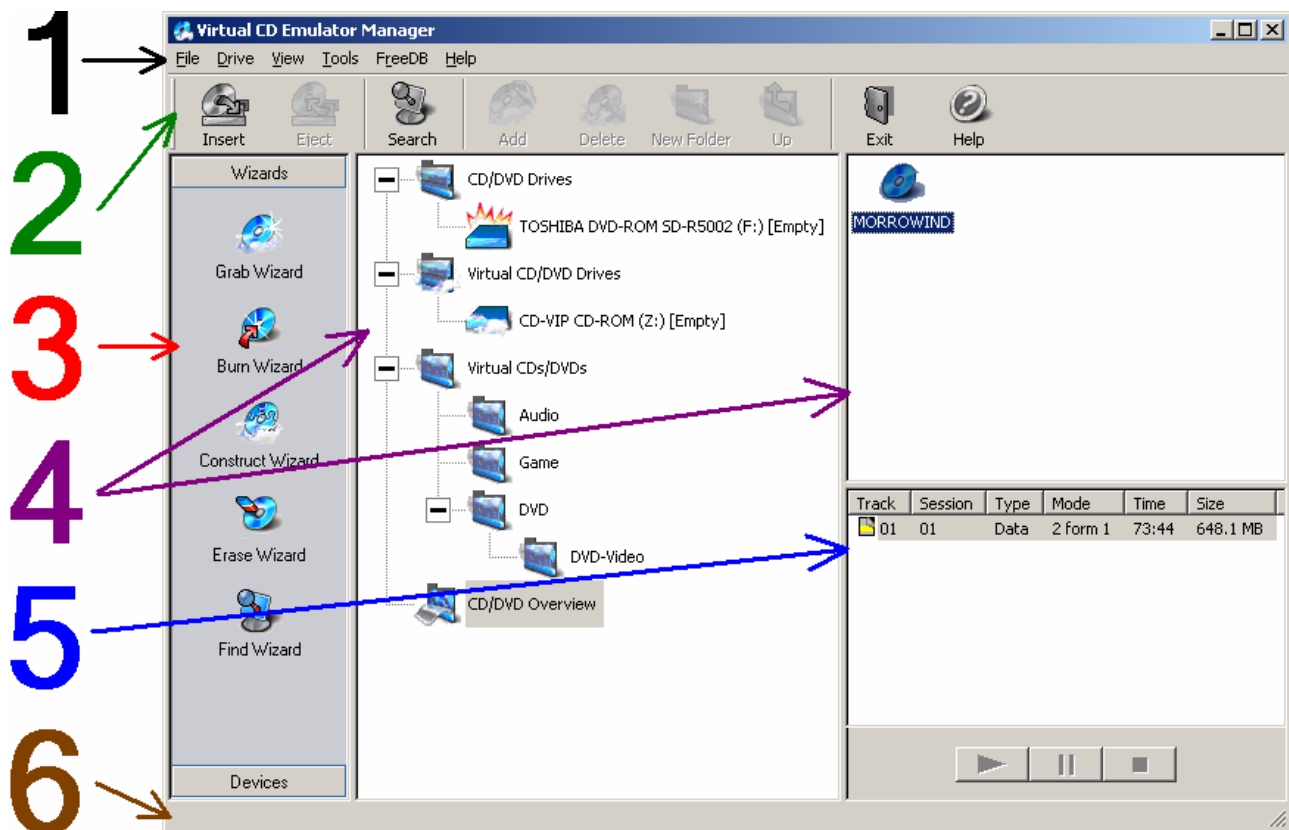 1
2
3
4
5
6
Virtual CD Emulator Manager
File Drive View Tools FreeDB Help
Insert Eject Search Add Delete New Folder Up Exit Help
Wizards
Grab Wizard
Burn Wizard
Construct Wizard
Erase Wizard
Find Wizard
Devices
CD/DVD Drives
TOSHIBA DVD-ROM SD-R5002 (F:) [Empty]
Virtual CD/DVD Drives
CD-VIP CD-ROM (Z:) [Empty]
Virtual CDs/DVDs
Audio
Game
DVD
DVD-Video
CD/DVD Overview
MORROWIND
Track Session Type Mode Time Size
01 01 Data 2 form 1 73:44 648.1 MB